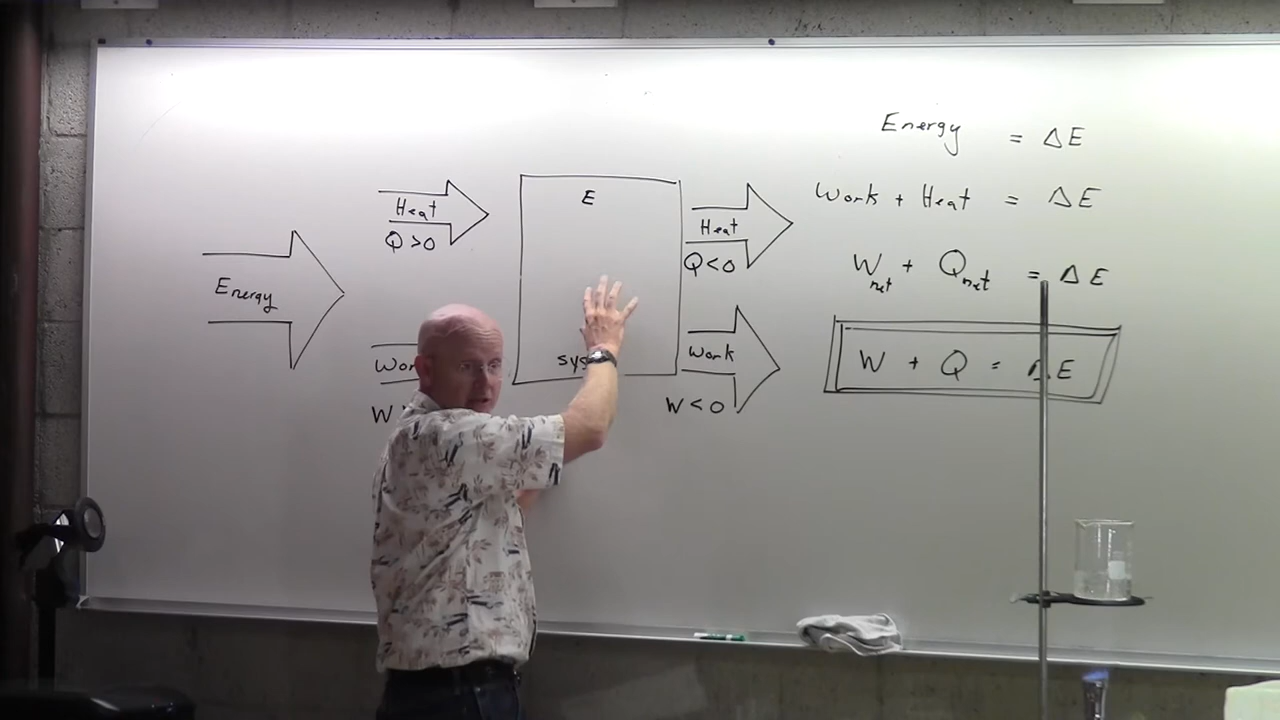 Energy
Heat
Q > 0
W
E
Heat
Q < 0
Work
W < 0
Energy = ΔE
Work + Heat = ΔE
Wnet + Qnet = ΔE
W + Q = ΔE